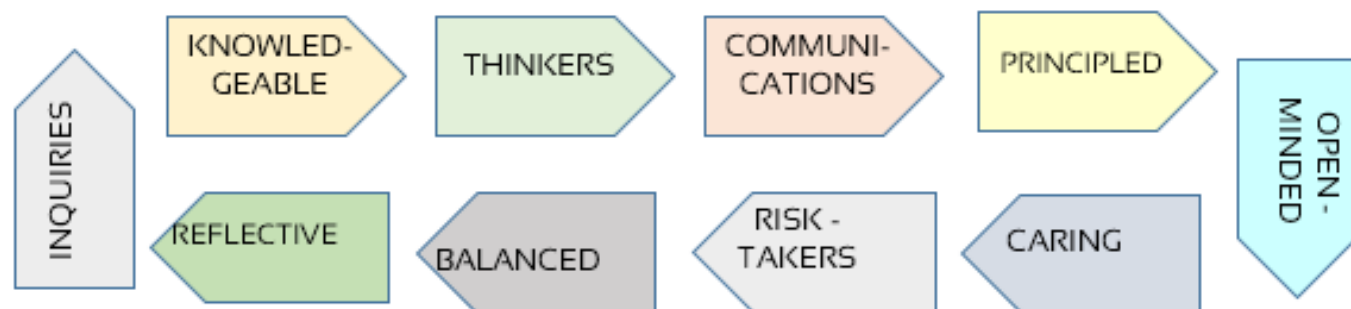 INQUIRIES
KNOWLED-
GEABLE
THINKERS
COMMUNI-
CATIONS
PRINCIPLED
OPEN -
MINDED
CARING
RISK -
TAKERS
BALANCED
REFLECTIVE